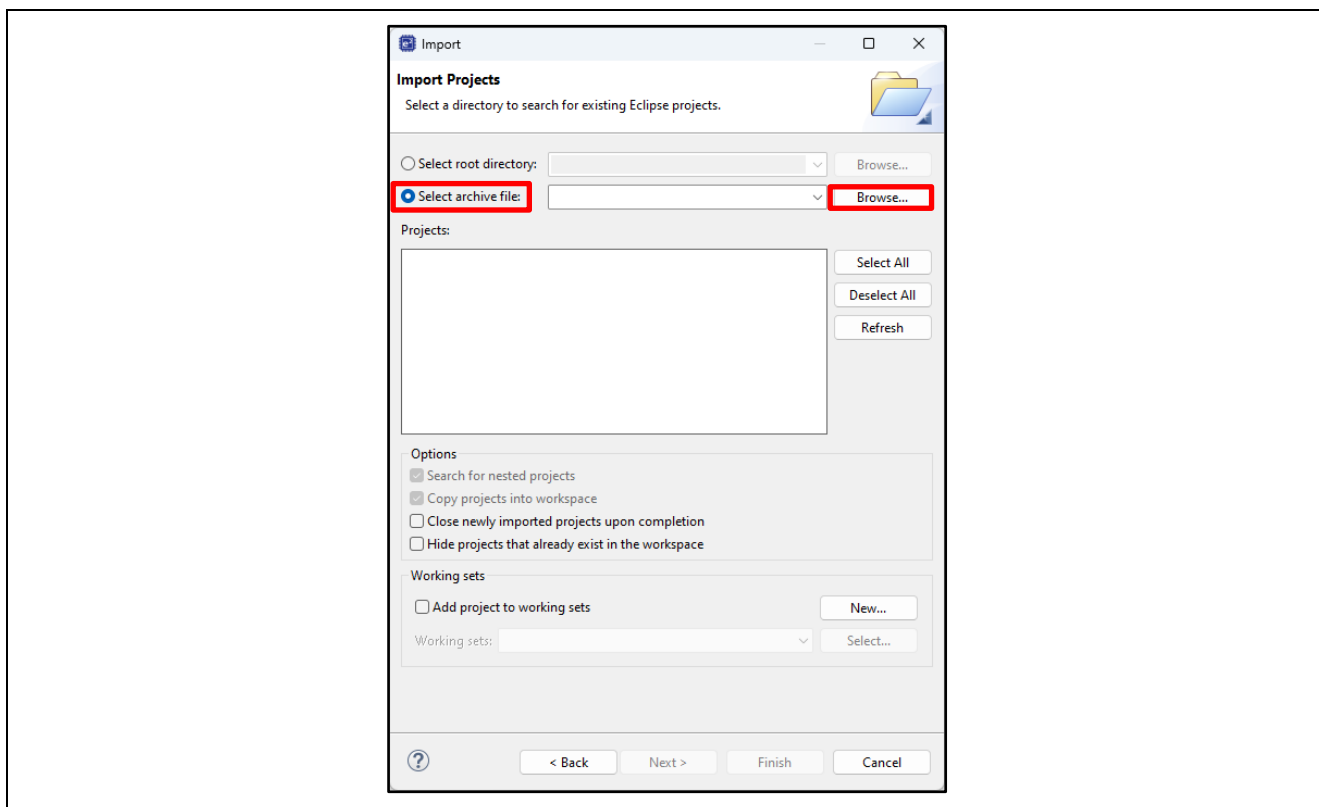 Import
Import Projects
Select a directory to search for existing Eclipse projects.
Select root directory: Browse...
Select archive file: Browse...
Projects:
Select All
Deselect All
Refresh
Options
Search for nested projects
Copy projects into workspace
Close newly imported projects upon completion
Hide projects that already exist in the workspace
Working sets
Add project to working sets New...
Working sets: Select...
? < Back Next > Finish Cancel